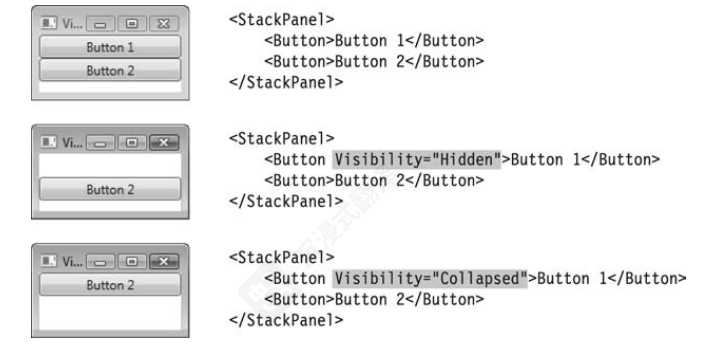 Vi...
Button 1
Button 2
<StackPanel>
<Button>Button 1</Button>
<Button>Button 2</Button>
</StackPanel>
Vi...
Button 2
<StackPanel>
<Button Visibility="Hidden">Button 1</Button>
<Button>Button 2</Button>
</StackPanel>
Vi...
Button 2
<StackPanel>
<Button Visibility="Collapsed">Button 1</Button>
<Button>Button 2</Button>
</StackPanel>